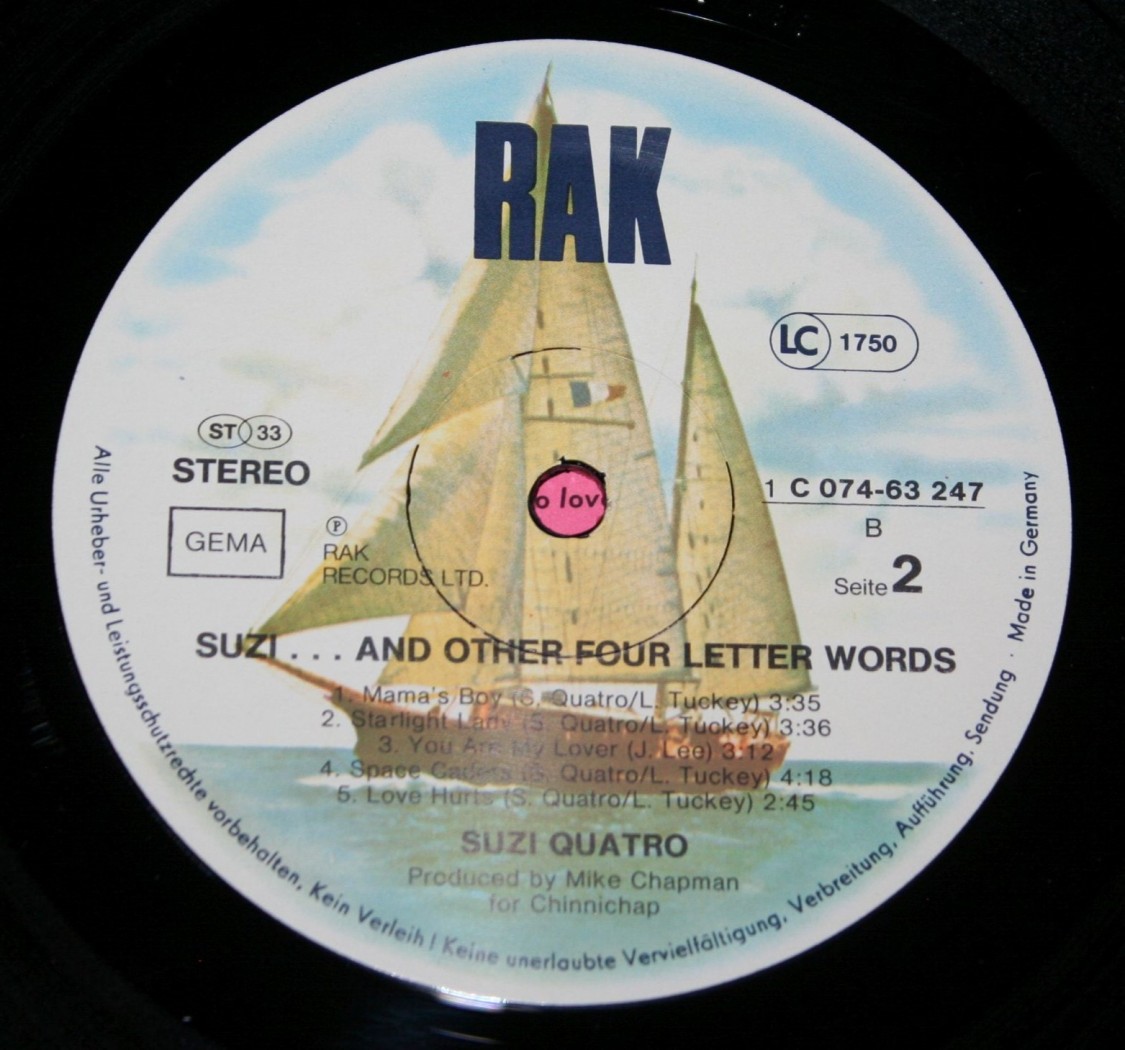 RAK
LC 1750
ST 33
STEREO
GEMA
℗
RAK
RECORDS LTD.
o lov
1 C 074-63 247
B
Seite 2
SUZI . . . AND OTHER FOUR LETTER WORDS
1. Mama's Boy (S. Quatro/L. Tuckey) 3:35
2. Starlight Lady (S. Quatro/L. Tuckey) 3:36
3. You Are My Lover (J. Lee) 3:12
4. Space Cadets (S. Quatro/L. Tuckey) 4:18
5. Love Hurts (S. Quatro/L. Tuckey) 2:45
SUZI QUATRO
Produced by Mike Chapman
for Chinnichap
Alle Urheber- und Leistungsschutzrechte vorbehalten, Kein Verleih ! Keine unerlaubte Vervielfältigung, Verbreitung, Aufführung, Sendung · Made in Germany